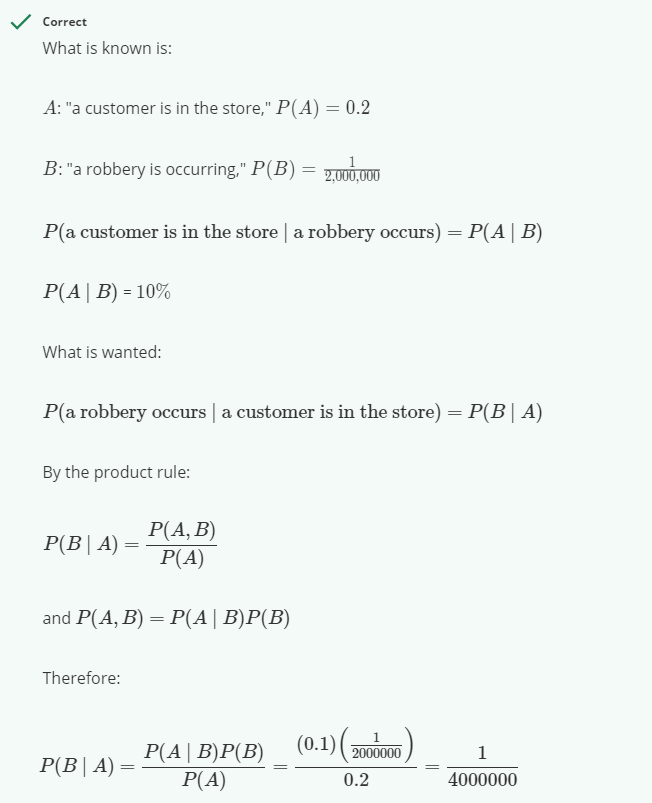 Correct
What is known is:
A: "a customer is in the store," P(A) = 0.2
B: "a robbery is occurring," P(B) = 1/2,000,000
P(a customer is in the store | a robbery occurs) = P(A | B)
P(A | B) = 10%
What is wanted:
P(a robbery occurs | a customer is in the store) = P(B | A)
By the product rule:
P(B | A) = P(A, B)/P(A)
and P(A, B) = P(A | B)P(B)
Therefore:
P(B | A) = P(A | B)P(B)/P(A) = (0.1)(1/2000000)/0.2 = 1/4000000